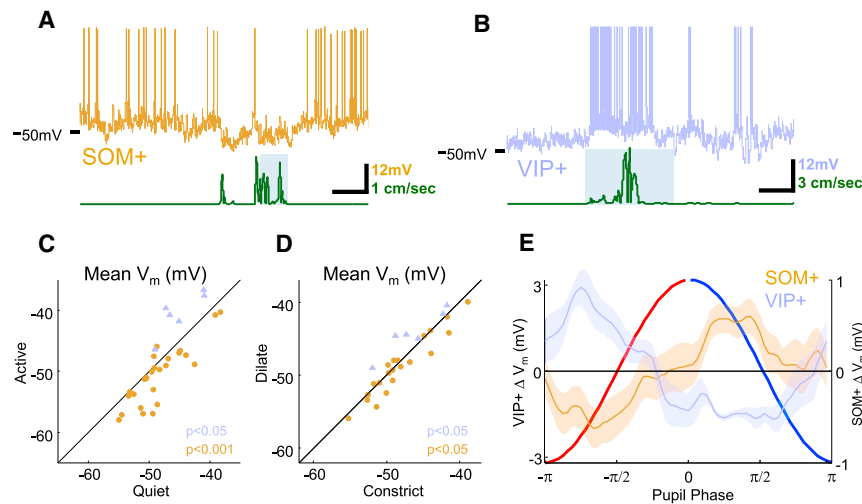 A
B
-50mV
SOM+
12mV
1 cm/sec
-50mV
VIP+
12mV
3 cm/sec
C
D
E
Mean Vm (mV)
Mean Vm (mV)
SOM+
VIP+
Active
-40
-50
-60
p<0.05
p<0.001
-60 -50 -40
Quiet
Dilate
-40
-50
-60
p<0.05
p<0.05
-60 -50 -40
Constrict
VIP+ Δ Vm (mV)
3
0
-3
1
0
-1
SOM+ Δ Vm (mV)
-π -π/2 0 π/2 π
Pupil Phase